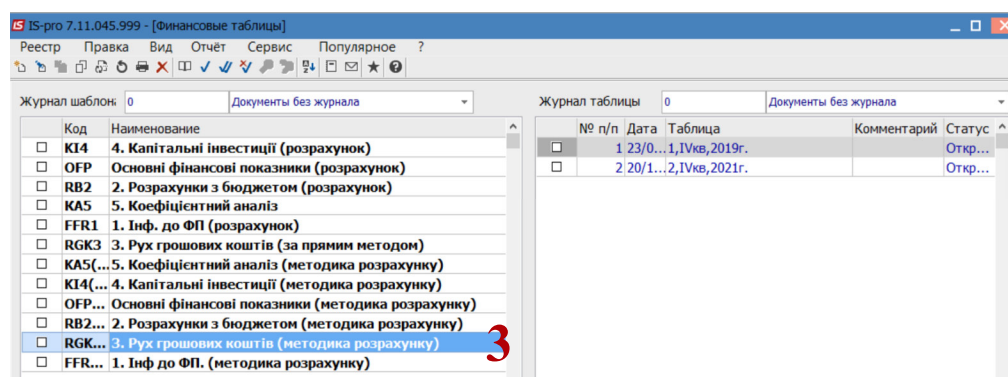 IS-pro 7.11.045.999 - [Финансовые таблицы]
Реестр Правка Вид Отчёт Сервис Популярное ?
Журнал шаблон 0 Документы без журнала
Код Наименование
KI4 4. Капітальні інвестиції (розрахунок)
OFP Основні фінансові показники (розрахунок)
RB2 2. Розрахунки з бюджетом (розрахунок)
KA5 5. Коефіцієнтний аналіз
FFR1 1. Інф. до ФП (розрахунок)
RGK3 3. Рух грошових коштів (за прямим методом)
KA5(... 5. Коефіцієнтний аналіз (методика розрахунку)
KI4(... 4. Капітальні інвестиції (методика розрахунку)
OFP... Основні фінансові показники (методика розрахунку)
RB2... 2. Розрахунки з бюджетом (методика розрахунку)
RGK... 3. Рух грошових коштів (методика розрахунку)
FFR... 1. Інф до ФП. (методика розрахунку)
3
Журнал таблицы 0 Документы без журнала
№ п/п Дата Таблица Комментарий Статус
1 23/0... 1,IVкв,2019г. Откр...
2 20/1... 2,IVкв,2021г. Откр...